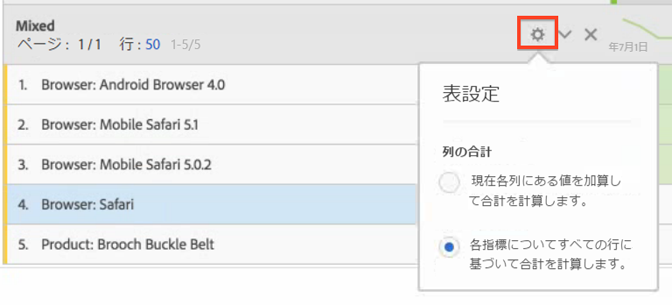 Mixed
ページ : 1 / 1 行 : 50 1-5/5
年7月1日
1. Browser: Android Browser 4.0
2. Browser: Mobile Safari 5.1
3. Browser: Mobile Safari 5.0.2
4. Browser: Safari
5. Product: Brooch Buckle Belt
表設定
列の合計
現在各列にある値を加算し
て合計を計算します。
各指標についてすべての行に
基づいて合計を計算します。